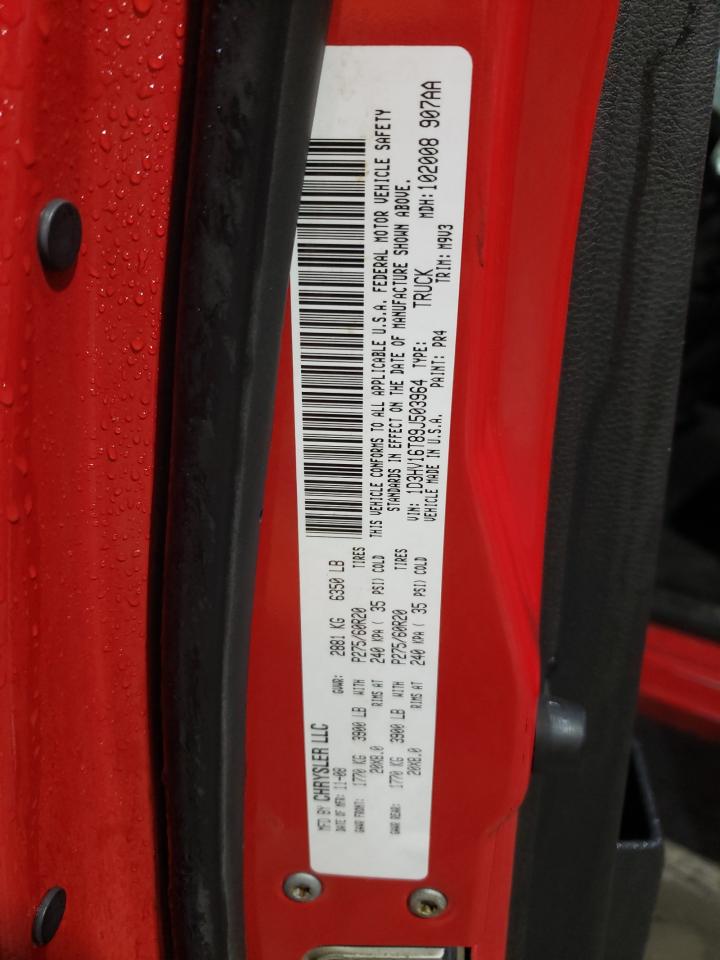 MFD BY CHRYSLER LLC
DATE OF MFR: 11-08 GVWR: 2881 KG 6350 LB
GAWR FRONT: 1770 KG 3900 LB WITH P275/60R20 TIRES
20X8.0 RIMS AT 240 KPA ( 35 PSI) COLD
GAWR REAR: 1770 KG 3900 LB WITH P275/60R20 TIRES
20X8.0 RIMS AT 240 KPA ( 35 PSI) COLD
THIS VEHICLE CONFORMS TO ALL APPLICABLE U.S.A. FEDERAL MOTOR VEHICLE SAFETY
STANDARDS IN EFFECT ON THE DATE OF MANUFACTURE SHOWN ABOVE.
VIN: 1D3HV16T89J503964 TYPE: TRUCK MDH:102008 907AA
VEHICLE MADE IN U.S.A. PAINT: PR4 TRIM: M9V3